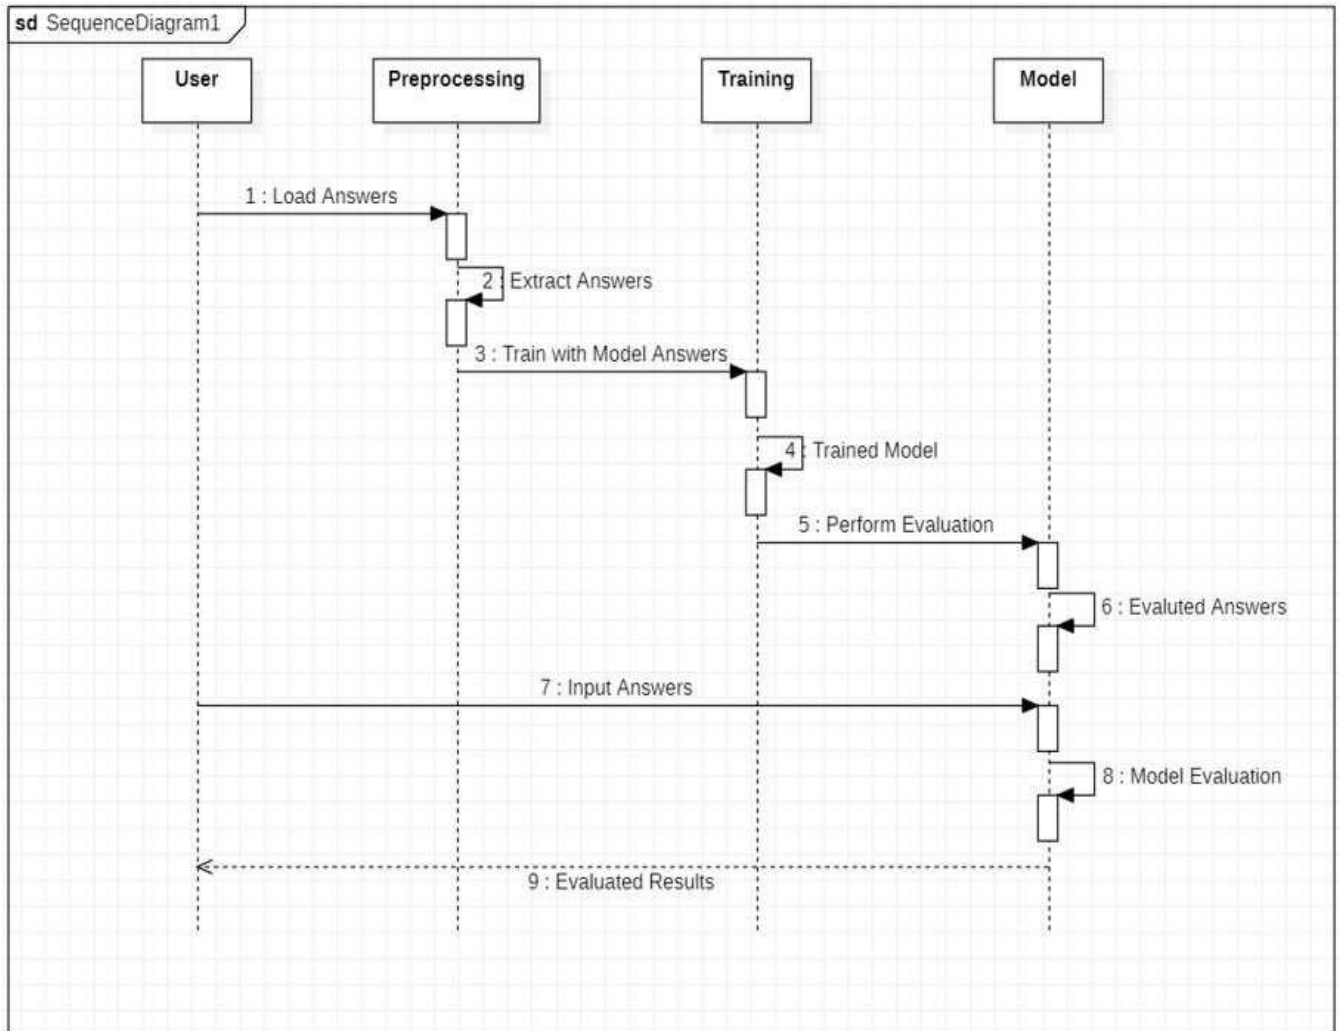 sd SequenceDiagram1
User
Preprocessing
Training
Model
1 : Load Answers
2 : Extract Answers
3 : Train with Model Answers
4 : Trained Model
5 : Perform Evaluation
6 : Evaluted Answers
7 : Input Answers
8 : Model Evaluation
9 : Evaluated Results